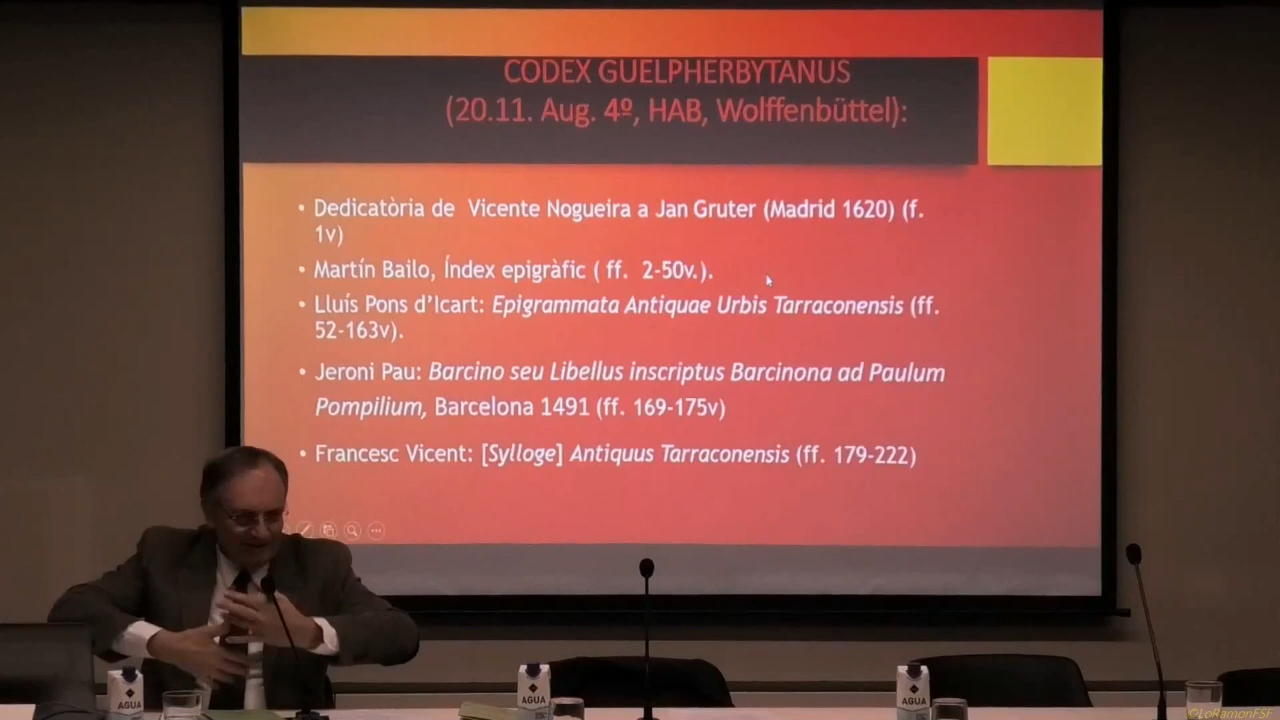 CODEX GUELPHERBYTANUS
(20.11. Aug. 4º, HAB, Wolffenbüttel):
• Dedicatòria de Vicente Nogueira a Jan Gruter (Madrid 1620) (f.
1v)
• Martín Bailo, Índex epigràfic ( ff. 2-50v.).
• Lluís Pons d’Icart: Epigrammata Antiquae Urbis Tarraconensis (ff.
52-163v).
• Jeroni Pau: Barcino seu Libellus inscriptus Barcinona ad Paulum
Pompilium, Barcelona 1491 (ff. 169-175v)
• Francesc Vicent: [Sylloge] Antiquus Tarraconensis (ff. 179-222)
AGUA
AGUA
AGUA
©LoRamonFSF